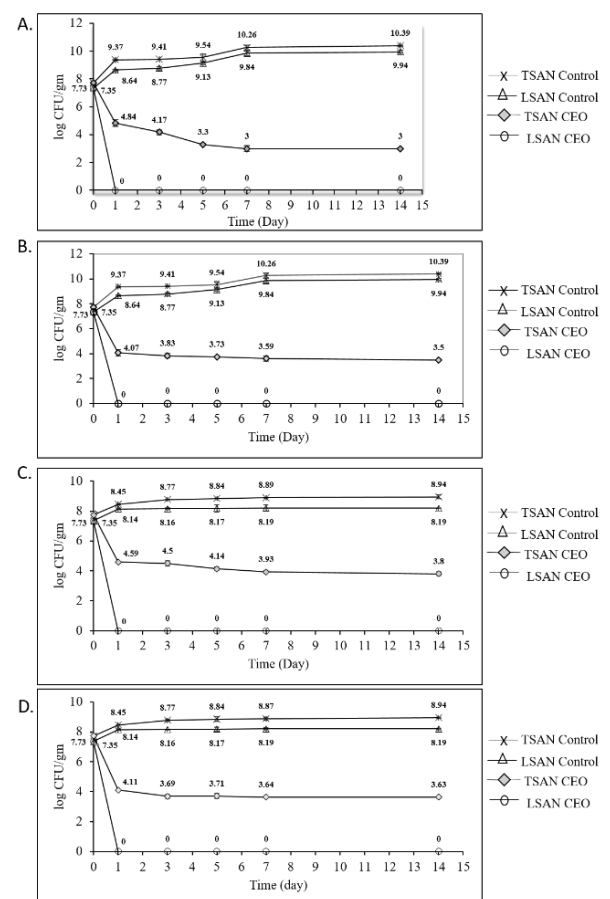 A.
12
10
8
6
4
2
0
log CFU/gm
9.37 9.41 9.54 10.26 10.39
7.73 7.35 8.64 8.77 9.13 9.84 9.94
4.84 4.17 3.3 3 3
0 0 0 0 0
0 1 2 3 4 5 6 7 8 9 10 11 12 13 14 15
Time (Day)
TSAN Control
LSAN Control
TSAN CEO
LSAN CEO
B.
12
10
8
6
4
2
0
log CFU/gm
9.37 9.41 9.54 10.26 10.39
7.73 7.35 8.64 8.77 9.13 9.84 9.94
4.07 3.83 3.73 3.59 3.5
0 0 0 0 0
0 1 2 3 4 5 6 7 8 9 10 11 12 13 14 15
Time (Day)
TSAN Control
LSAN Control
TSAN CEO
LSAN CEO
C.
10
8
6
4
2
0
log CFU/gm
8.45 8.77 8.84 8.89 8.94
7.73 7.35 8.14 8.16 8.17 8.19 8.19
4.59 4.5 4.14 3.93 3.8
0 0 0 0 0
0 1 2 3 4 5 6 7 8 9 10 11 12 13 14 15
Time (Day)
TSAN Control
LSAN Control
TSAN CEO
LSAN CEO
D.
10
8
6
4
2
0
log CFU/gm
8.45 8.77 8.84 8.87 8.94
7.73 7.35 8.14 8.16 8.17 8.19 8.19
4.11 3.69 3.71 3.64 3.63
0 0 0 0 0
0 1 2 3 4 5 6 7 8 9 10 11 12 13 14 15
Time (day)
TSAN Control
LSAN Control
TSAN CEO
LSAN CEO